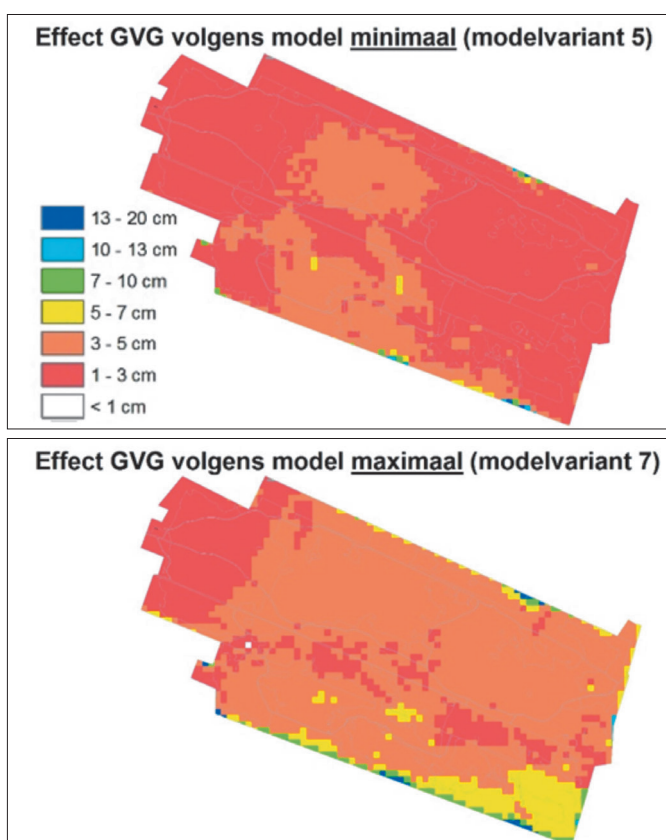 Effect GVG volgens model minimaal (modelvariant 5)
13 - 20 cm
10 - 13 cm
7 - 10 cm
5 - 7 cm
3 - 5 cm
1 - 3 cm
< 1 cm
Effect GVG volgens model maximaal (modelvariant 7)